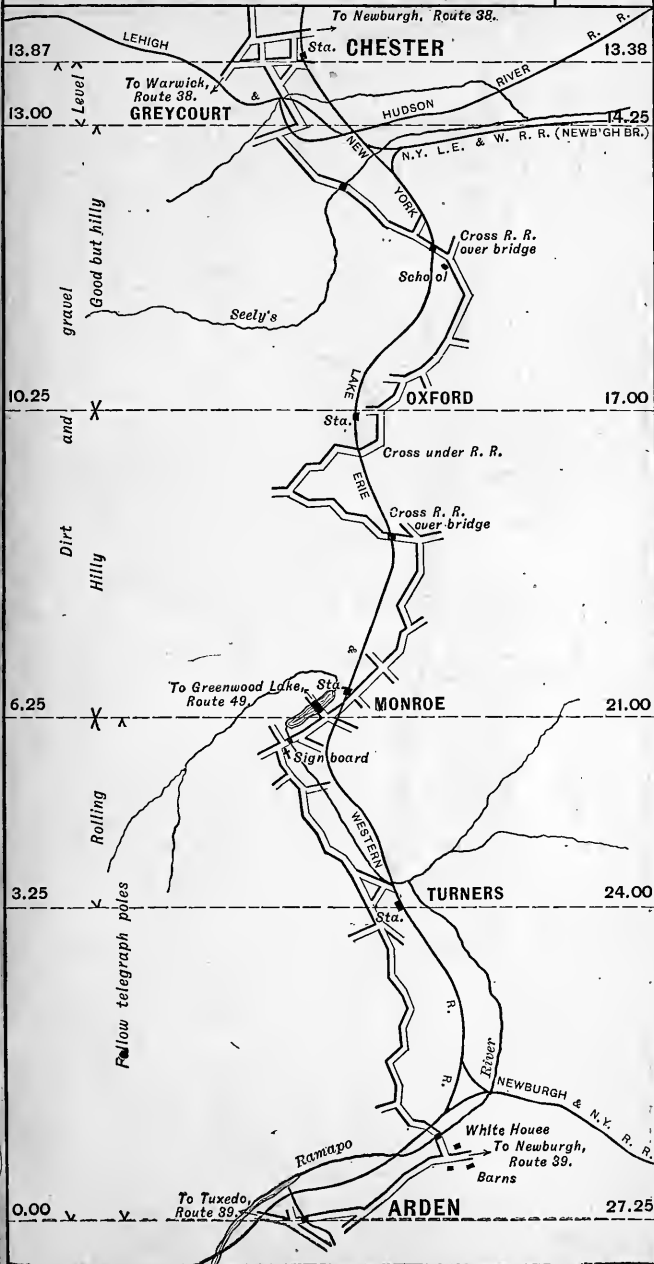 To Newburgh, Route 38.
LEHIGH
R. R.
13.87
Sta. CHESTER
13.38
To Warwick,
Route 38.
Level
&
HUDSON
RIVER
13.00
GREYCOURT
14.25
NEW
N.Y. L.E. & W. R.R. (NEWB'GH BR.)
YORK
Cross R. R.
over bridge
School
Good but hilly
gravel
Seely's
LAKE
10.25
OXFORD
17.00
Sta.
and
Cross under R. R.
ERIE
Cross R. R.
over bridge
Dirt
Hilly
&
To Greenwood Lake,
Route 49.
Sta.
6.25
MONROE
21.00
Sign board
Rolling
WESTERN
3.25
TURNERS
24.00
Sta.
Follow telegraph poles
R.
R.
River
NEWBURGH & N.Y. R. R.
White Houee
To Newburgh,
Route 39.
Barns
Ramapo
To Tuxedo,
Route 39.
0.00
ARDEN
27.25